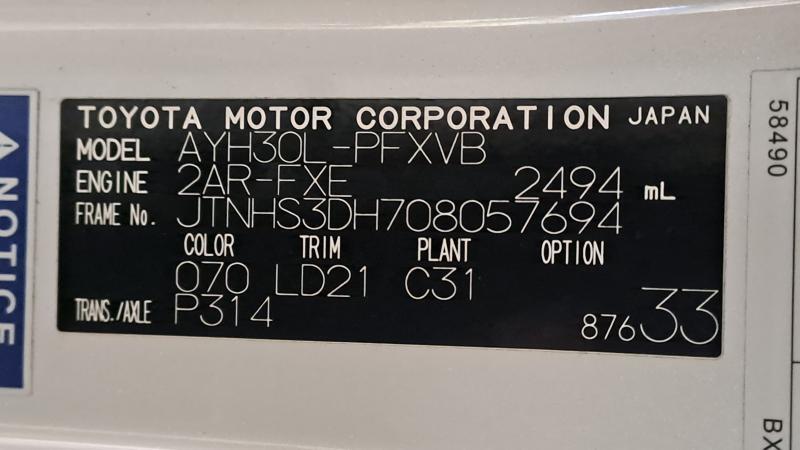 TOYOTA MOTOR CORPORATION JAPAN
MODEL AYH30L-PFXVB
ENGINE 2AR-FXE 2494 mL
FRAME No. JTNHS3DH708057694
COLOR TRIM PLANT OPTION
070 LD21 C31
TRANS./AXLE P314
87633
NOTICE
58490
BX